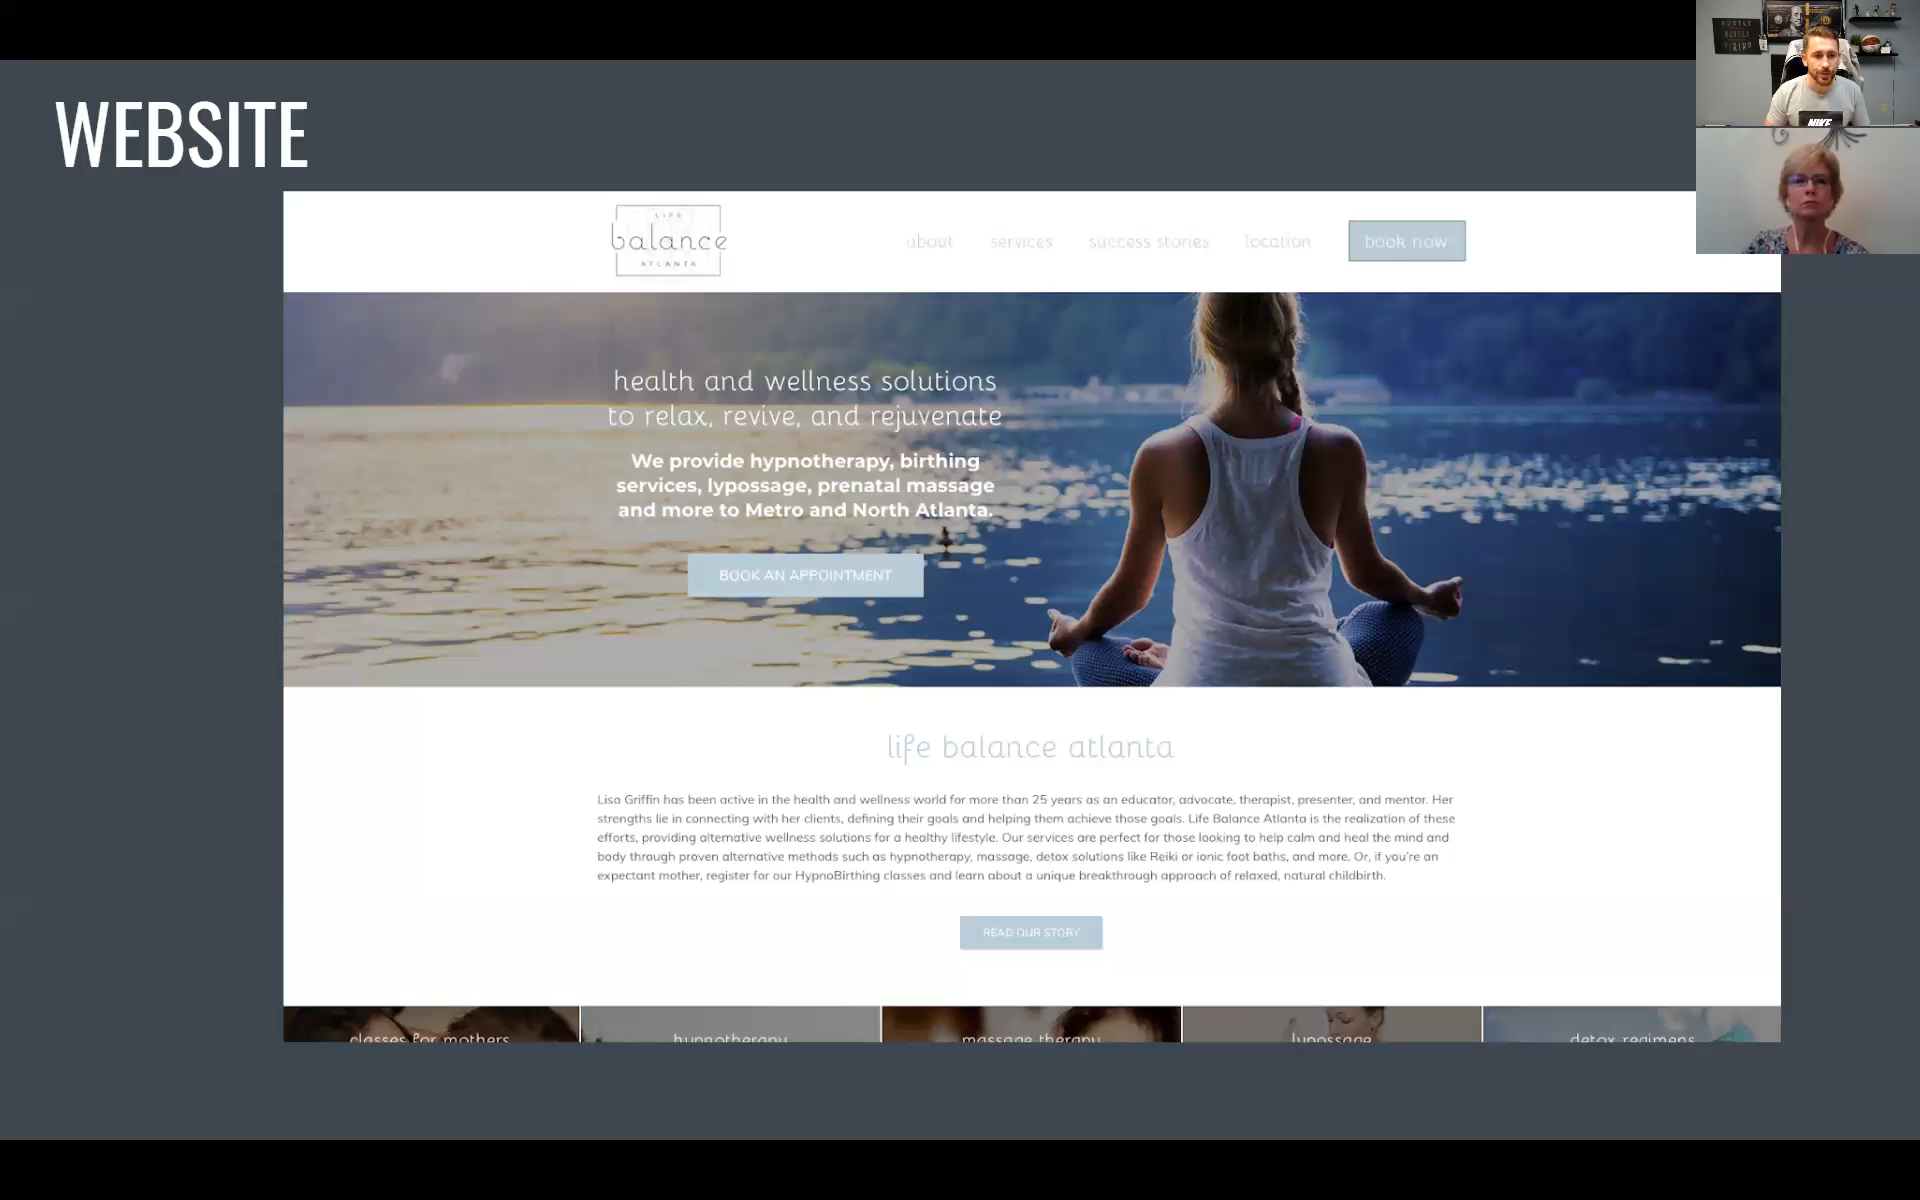 WEBSITE
LIFE
balance
ATLANTA
about services success stories location book now
health and wellness solutions
to relax, revive, and rejuvenate
We provide hypnotherapy, birthing
services, lypossage, prenatal massage
and more to Metro and North Atlanta.
BOOK AN APPOINTMENT
life balance atlanta
Lisa Griffin has been active in the health and wellness world for more than 25 years as an educator, advocate, therapist, presenter, and mentor. Her
strengths lie in connecting with her clients, defining their goals and helping them achieve those goals. Life Balance Atlanta is the realization of these
efforts, providing alternative wellness solutions for a healthy lifestyle. Our services are perfect for those looking to help calm and heal the mind and
body through proven alternative methods such as hypnotherapy, massage, detox solutions like Reiki or ionic foot baths, and more. Or, if you're an
expectant mother, register for our HypnoBirthing classes and learn about a unique breakthrough approach of relaxed, natural childbirth.
READ OUR STORY
classes for mothers hypnotherapy massage therapy lypossage detox regimens
NIKE